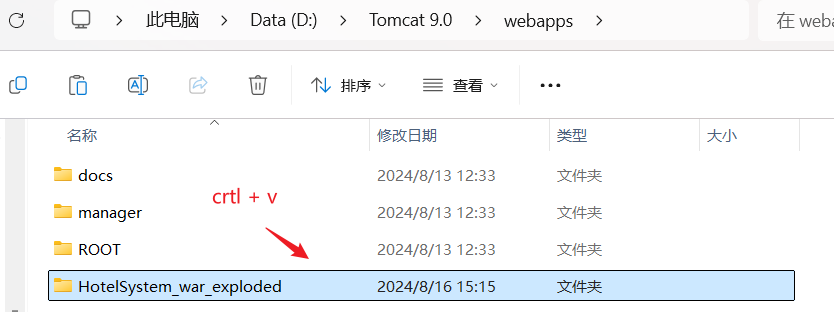 此电脑 > Data (D:) > Tomcat 9.0 > webapps > 在 weba
排序 查看
名称 修改日期 类型 大小
docs 2024/8/13 12:33 文件夹
crtl + v
manager 2024/8/13 12:33 文件夹
ROOT 2024/8/13 12:33 文件夹
HotelSystem_war_exploded 2024/8/16 15:15 文件夹